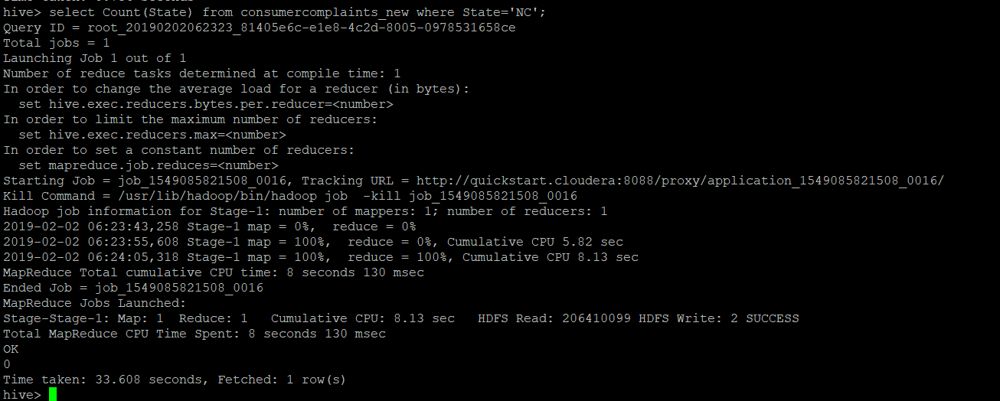 hive> select Count(State) from consumercomplaints_new where State='NC';
Query ID = root_20190202062323_81405e6c-e1e8-4c2d-8005-0978531658ce
Total jobs = 1
Launching Job 1 out of 1
Number of reduce tasks determined at compile time: 1
In order to change the average load for a reducer (in bytes):
  set hive.exec.reducers.bytes.per.reducer=<number>
In order to limit the maximum number of reducers:
  set hive.exec.reducers.max=<number>
In order to set a constant number of reducers:
  set mapreduce.job.reduces=<number>
Starting Job = job_1549085821508_0016, Tracking URL = http://quickstart.cloudera:8088/proxy/application_1549085821508_0016/
Kill Command = /usr/lib/hadoop/bin/hadoop job  -kill job_1549085821508_0016
Hadoop job information for Stage-1: number of mappers: 1; number of reducers: 1
2019-02-02 06:23:43,258 Stage-1 map = 0%,  reduce = 0%
2019-02-02 06:23:55,608 Stage-1 map = 100%,  reduce = 0%, Cumulative CPU 5.82 sec
2019-02-02 06:24:05,318 Stage-1 map = 100%,  reduce = 100%, Cumulative CPU 8.13 sec
MapReduce Total cumulative CPU time: 8 seconds 130 msec
Ended Job = job_1549085821508_0016
MapReduce Jobs Launched:
Stage-Stage-1: Map: 1  Reduce: 1   Cumulative CPU: 8.13 sec   HDFS Read: 206410099 HDFS Write: 2 SUCCESS
Total MapReduce CPU Time Spent: 8 seconds 130 msec
OK
0
Time taken: 33.608 seconds, Fetched: 1 row(s)
hive>